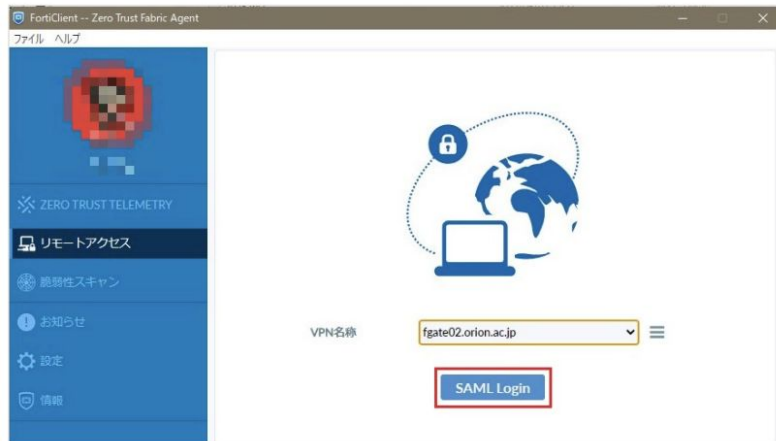 FortiClient -- Zero Trust Fabric Agent
ファイル ヘルプ
ZERO TRUST TELEMETRY
リモートアクセス
脆弱性スキャン
お知らせ
設定
情報
VPN名称 fgate02.orion.ac.jp
SAML Login